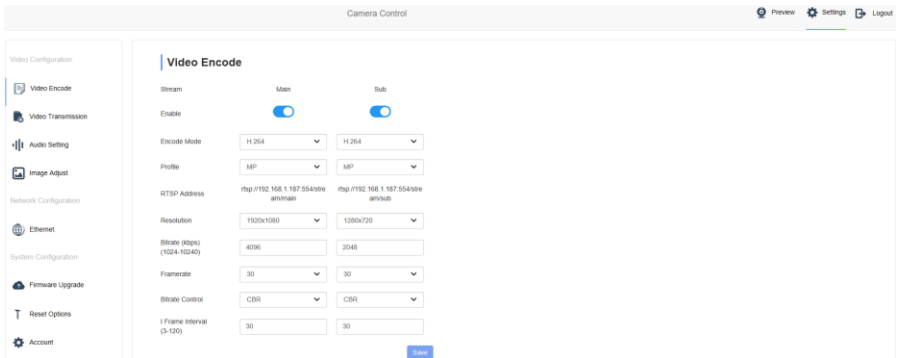 Camera Control
Preview
Settings
Logout
Video Configuration
Video Encode
Video Transmission
Audio Setting
Image Adjust
Network Configuration
Ethernet
System Configuration
Firmware Upgrade
Reset Options
Account
Video Encode
Stream Main Sub
Enable
Encode Mode H.264 H.264
Profile MP MP
RTSP Address rtsp://192.168.1.187:554/stre rtsp://192.168.1.187:554/stre
am/main am/sub
Resolution 1920x1080 1280x720
Bitrate (kbps)
(1024-10240) 4096 2048
Framerate 30 30
Bitrate Control CBR CBR
I Frame Interval
(3-120) 30 30
Save